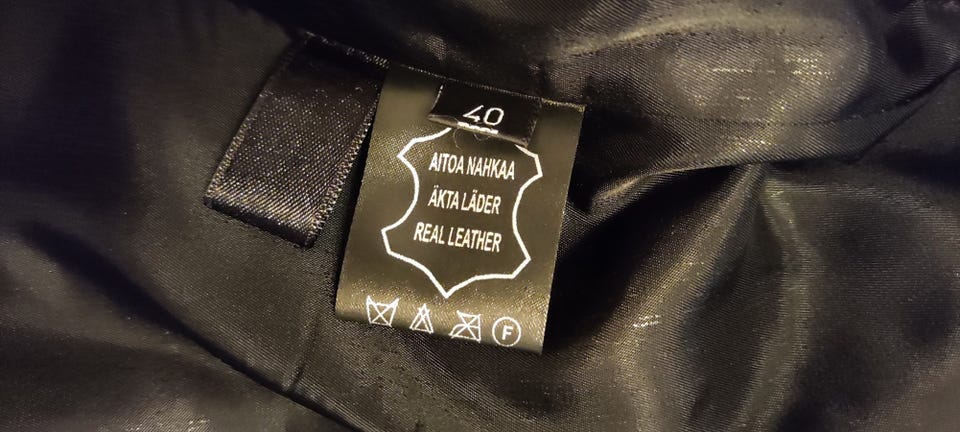 40
AITOA NAHKAA
ÄKTA LÄDER
REAL LEATHER
F